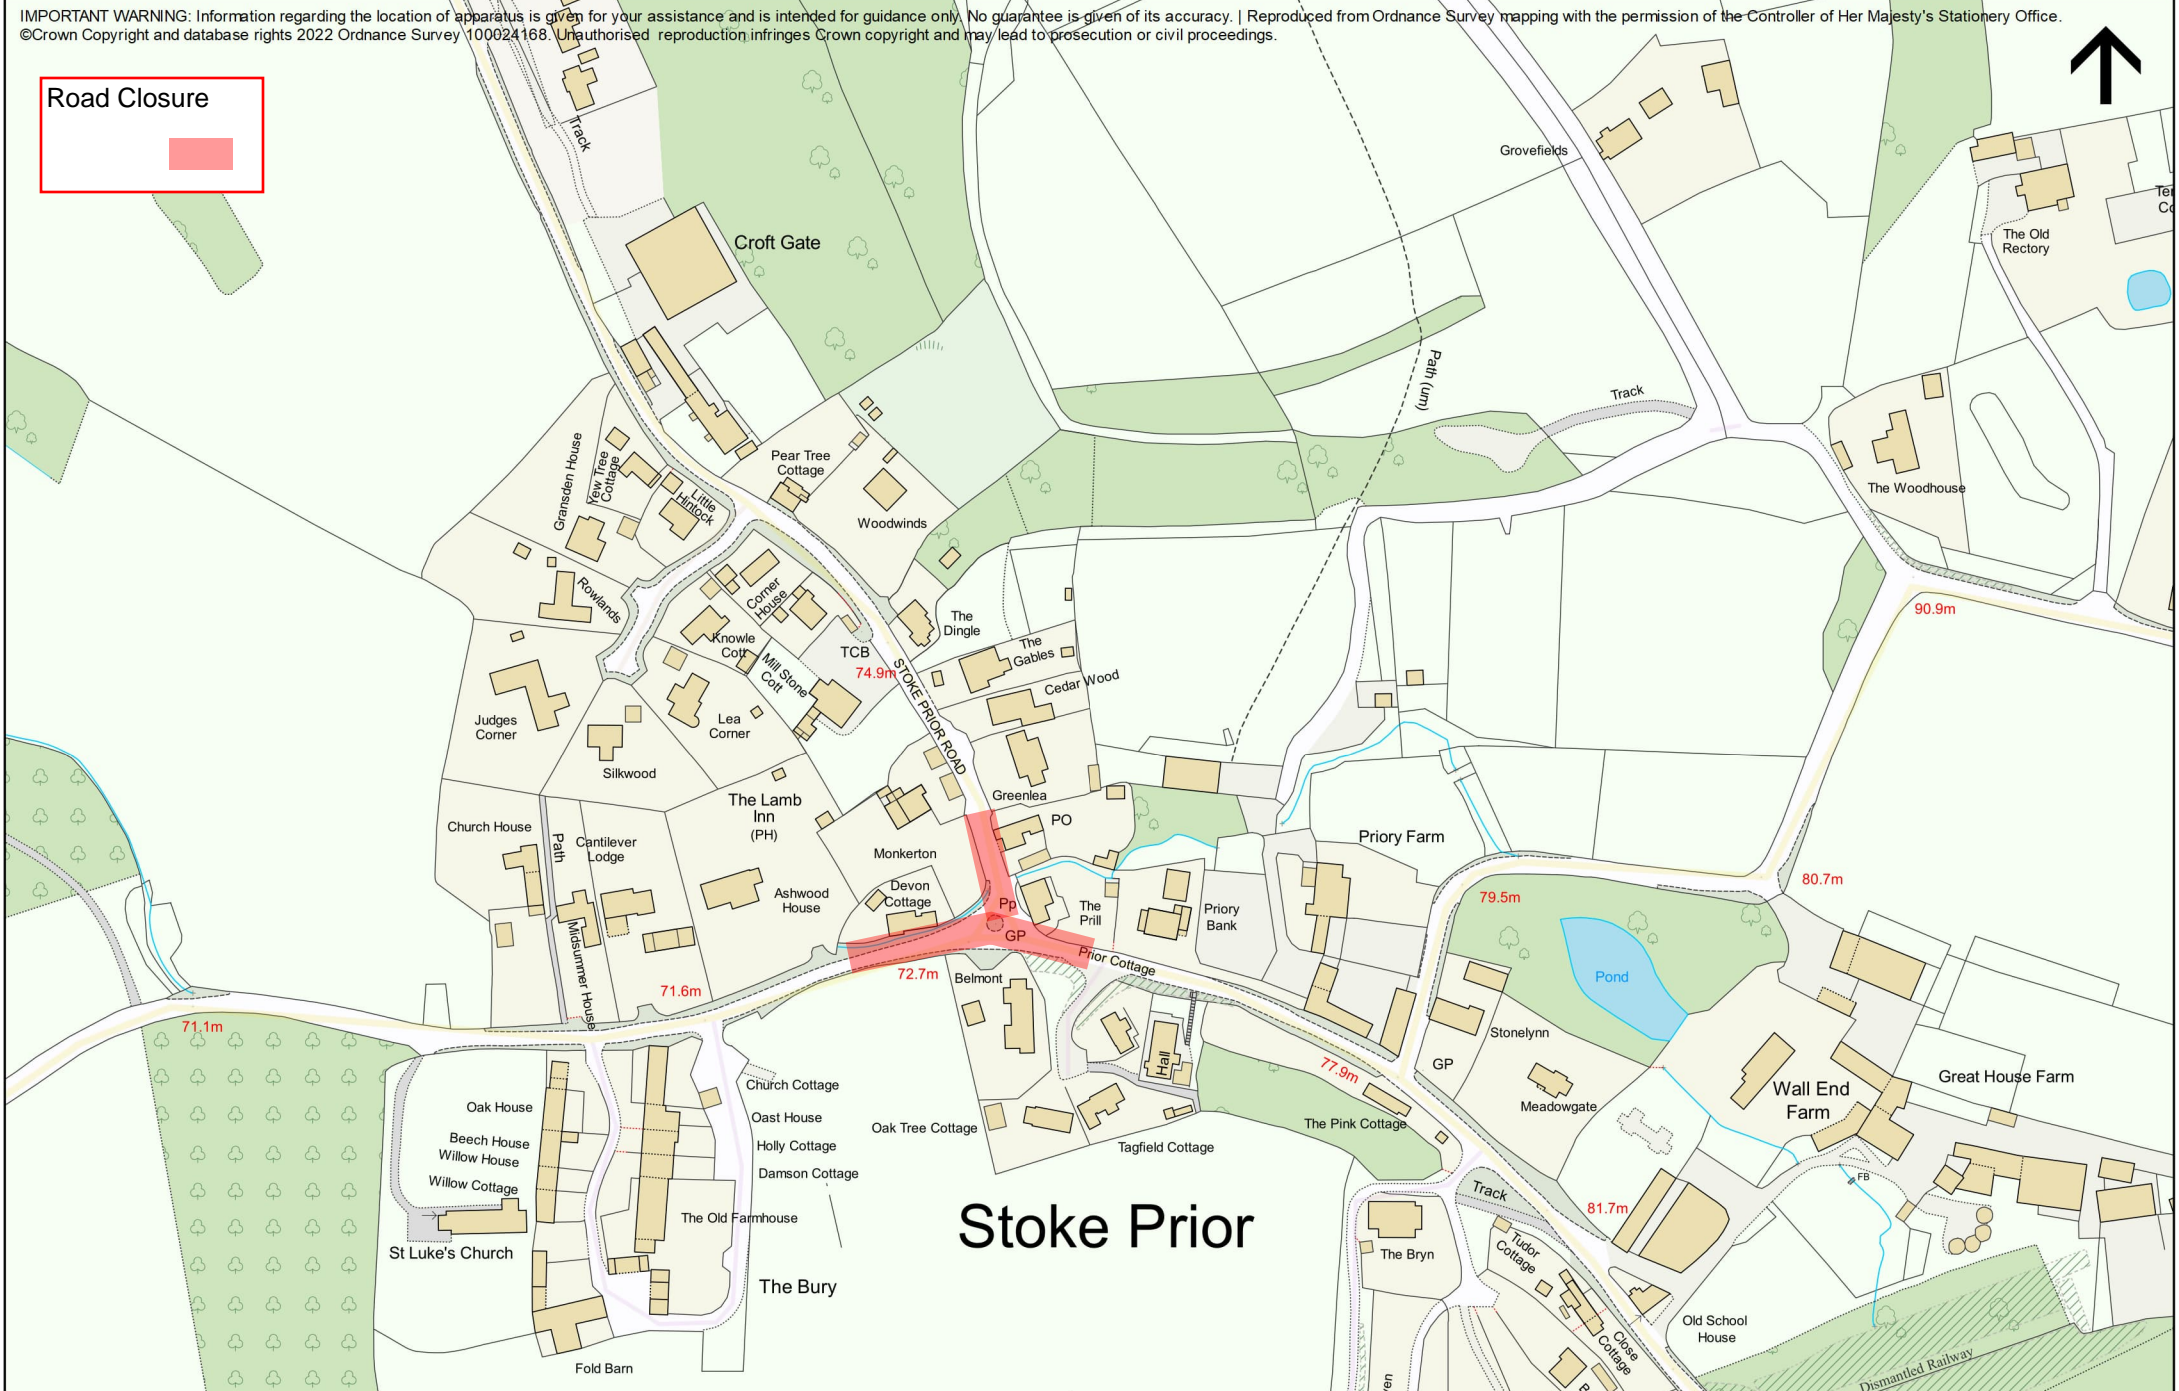 IMPORTANT WARNING: Information regarding the location of apparatus is given for your assistance and is intended for guidance only. No guarantee is given of its accuracy. | Reproduced from Ordnance Survey mapping with the permission of the Controller of Her Majesty's Stationery Office.
©Crown Copyright and database rights 2022 Ordnance Survey 100024168. Unauthorised reproduction infringes Crown copyright and may lead to prosecution or civil proceedings.
Road Closure
Track
Croft Gate
Grovefields
The Old
Rectory
Path (um)
Track
The Woodhouse
Gransden House
Yew Tree
Cottage
Little
Hintock
Pear Tree
Cottage
Woodwinds
Rowlands
Corner
House
Knowle
Cott
Mill Stone
Cott
TCB
74.9m
STOKE PRIOR ROAD
The
Dingle
The
Gables
Cedar Wood
90.9m
Judges
Corner
Silkwood
Lea
Corner
The Lamb
Inn
(PH)
Greenlea
PO
Church House
Path
Cantilever
Lodge
Monkerton
Devon
Cottage
Ashwood
House
Pp
GP
The
Prill
Priory
Bank
Priory Farm
79.5m
80.7m
Pond
Midsummer House
71.6m
72.7m
71.1m
Belmont
Prior Cottage
Hall
77.9m
Stonelynn
GP
Meadowgate
Wall End
Farm
Great House Farm
Oak House
Beech House
Willow House
Willow Cottage
Church Cottage
Oast House
Holly Cottage
Damson Cottage
The Old Farmhouse
St Luke's Church
The Bury
Fold Barn
Oak Tree Cottage
Tagfield Cottage
The Pink Cottage
Stoke Prior
Track
81.7m
FB
The Bryn
Tudor
Cottage
Close
Cottage
Old School
House
Dismantled Railway